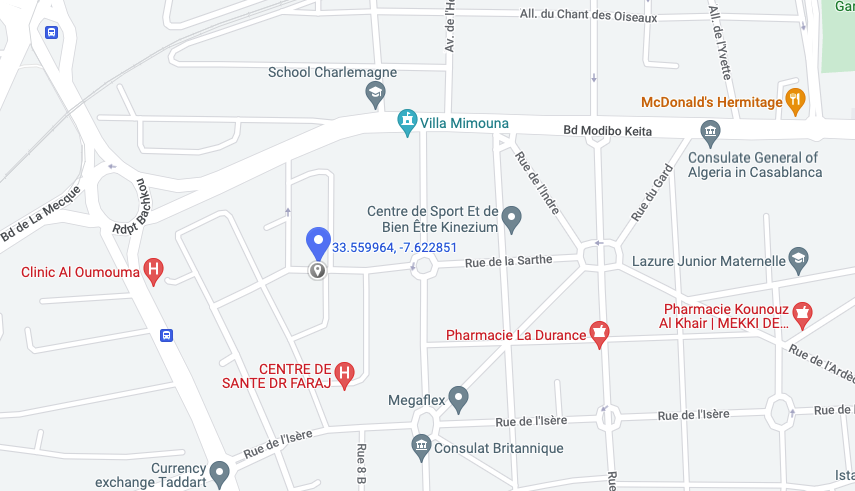 Gar
All. du Chant des Oiseaux
Av. de l'H
All. de l'Yvette
School Charlemagne
McDonald's Hermitage
Villa Mimouna
Bd Modibo Keita
Consulate General of
Algeria in Casablanca
Rue de l'Indre
Rue du Gard
Bd de La Mecque
Rdpt Bachkou
Centre de Sport Et de
Bien Être Kinezium
33.559964, -7.622851
Clinic Al Oumouma
Rue de la Sarthe
Lazure Junior Maternelle
Pharmacie Kounouz
Al Khair | MEKKI DE...
Pharmacie La Durance
Rue de l'Ardèc
CENTRE DE
SANTE DR FARAJ
Megaflex
Rue de l'Isère
Rue de l'Isère
Rue de l
Rue de l'Isère
Consulat Britannique
Rue 8 B
Currency
exchange Taddart
Rue
Ista